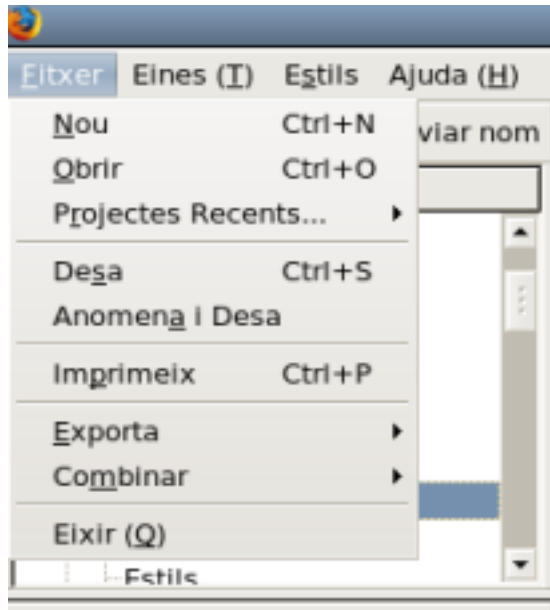 Fitxer Eines (T) Estils Ajuda (H)
Nou Ctrl+N
viar nom
Obrir Ctrl+O
Projectes Recents...
Desa Ctrl+S
Anomena i Desa
Imprimeix Ctrl+P
Exporta
Combinar
Eixir (Q)
Estils